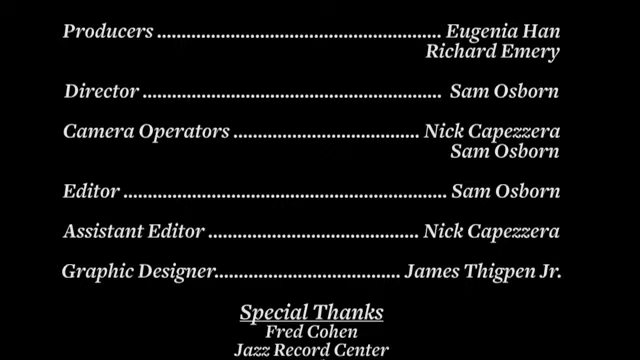 Producers ................................................... Eugenia Han
Richard Emery
Director ...................................................... Sam Osborn
Camera Operators .................................. Nick Capezzera
Sam Osborn
Editor .......................................................... Sam Osborn
Assistant Editor ...................................... Nick Capezzera
Graphic Designer................................. James Thigpen Jr.
Special Thanks
Fred Cohen
Jazz Record Center